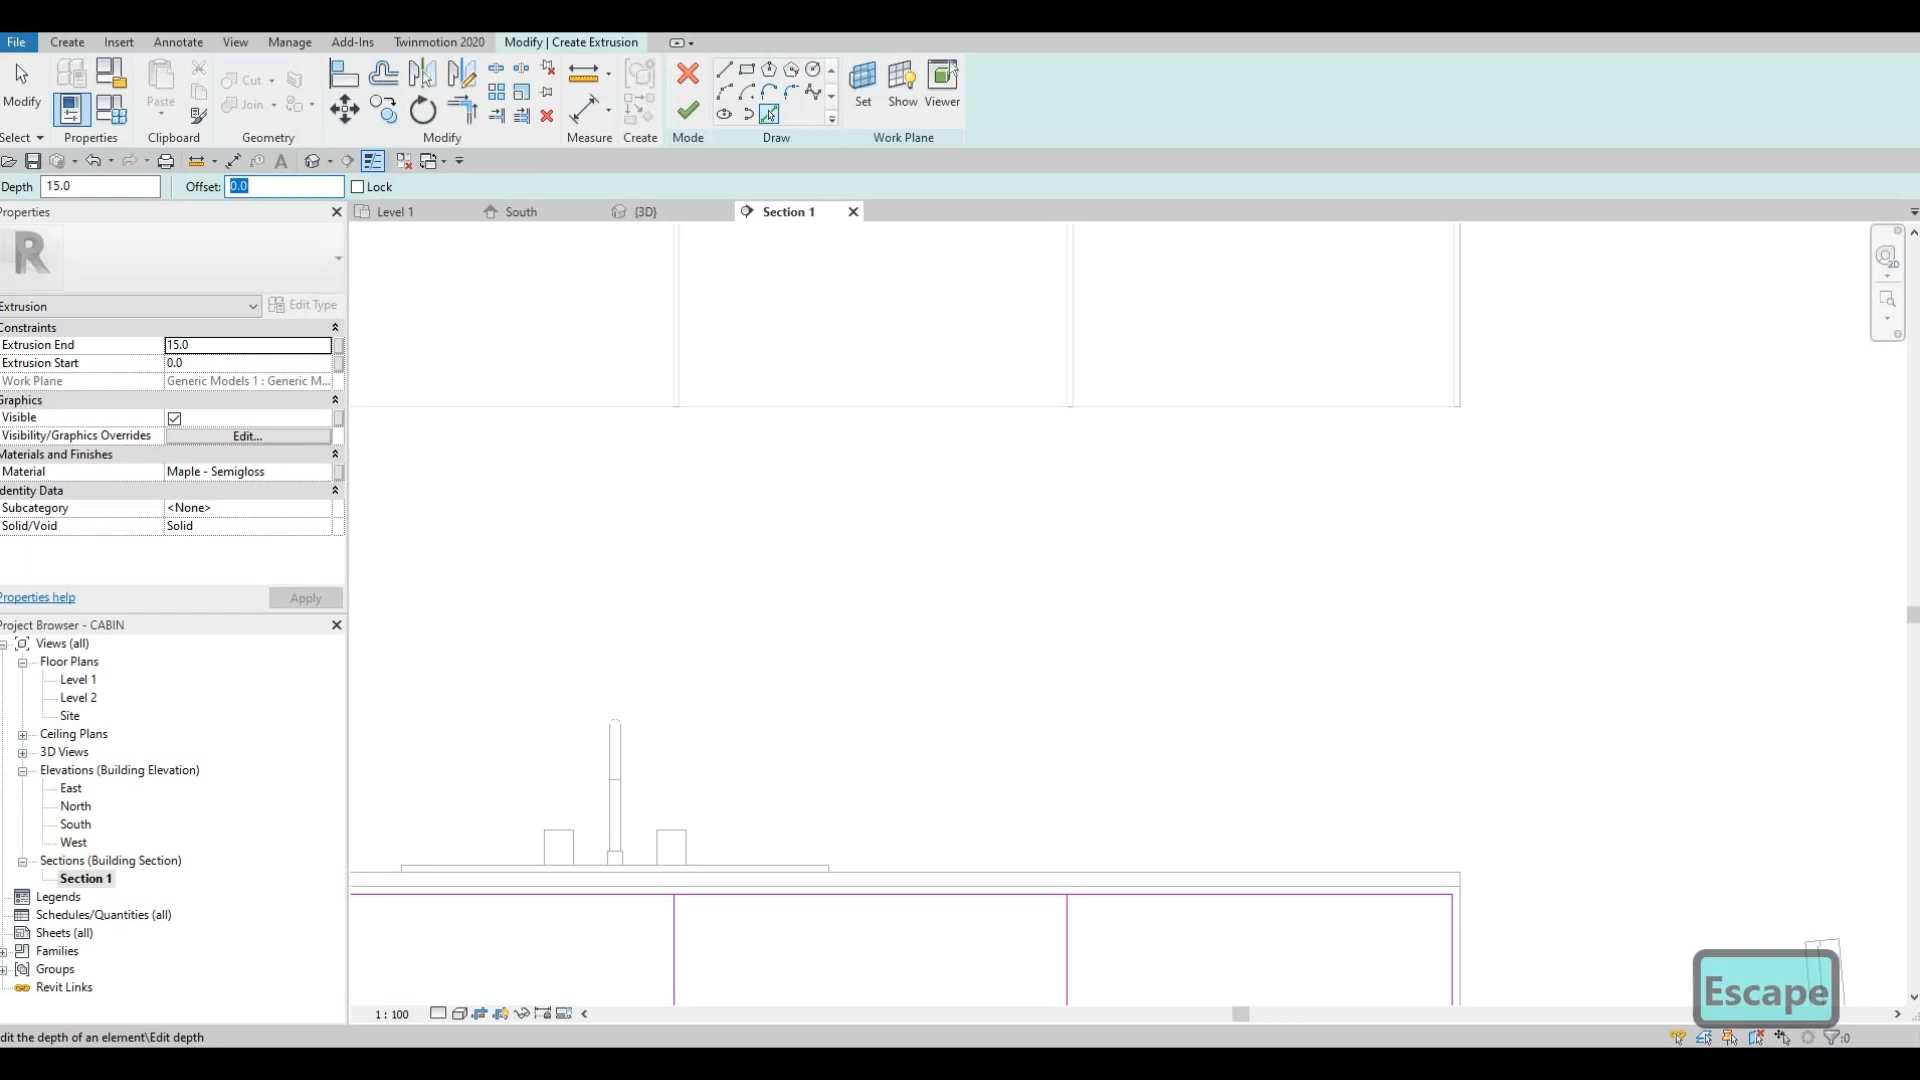 File Create Insert Annotate View Manage Add-Ins Twinmotion 2020 Modify | Create Extrusion
Modify Paste Cut Join Set Show Viewer
Select Properties Clipboard Geometry Modify Measure Create Mode Draw Work Plane
Depth 15.0 Offset: 0.0 Lock
Properties Level 1 South {3D} Section 1
R
Extrusion Edit Type
Constraints
Extrusion End 15.0
Extrusion Start 0.0
Work Plane Generic Models 1 : Generic M...
Graphics
Visible
Visibility/Graphics Overrides Edit...
Materials and Finishes
Material Maple - Semigloss
Identity Data
Subcategory <None>
Solid/Void Solid
Properties help Apply
Project Browser - CABIN
Views (all)
Floor Plans
Level 1
Level 2
Site
Ceiling Plans
3D Views
Elevations (Building Elevation)
East
North
South
West
Sections (Building Section)
Section 1
Legends
Schedules/Quantities (all)
Sheets (all)
Families
Groups
Revit Links
1 : 100
Escape
dit the depth of an element\Edit depth
:0